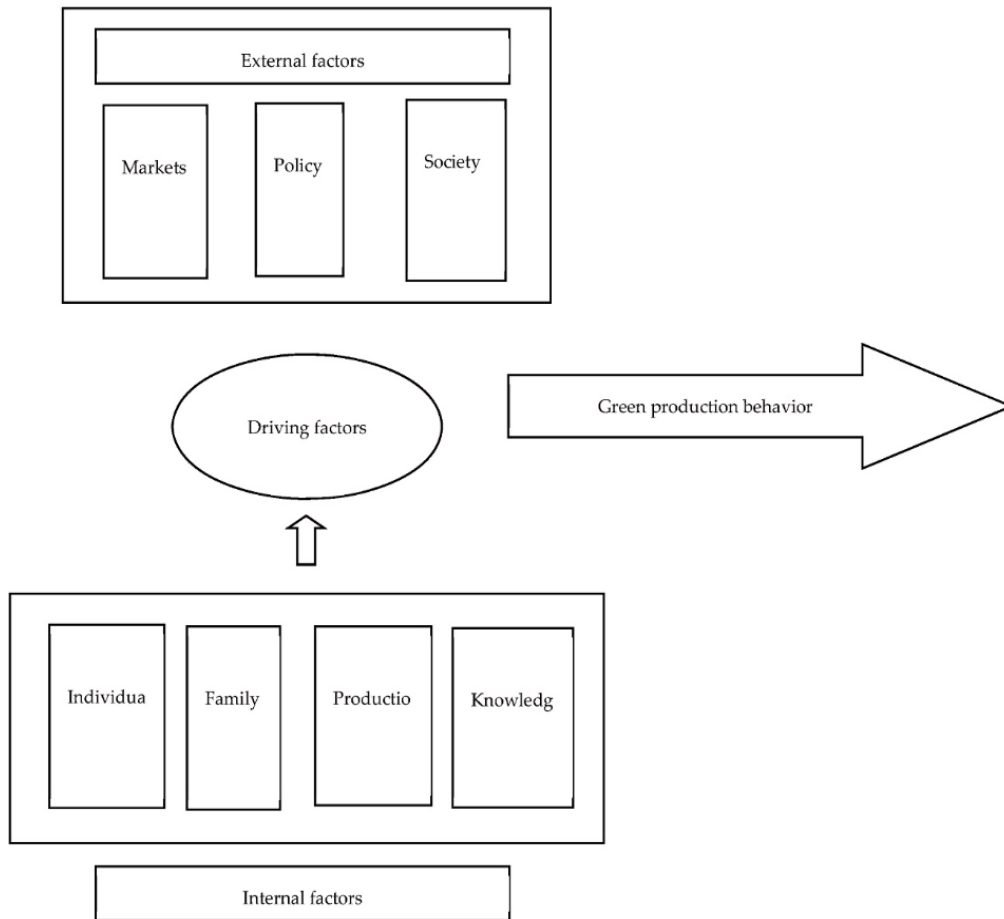 External factors
Markets
Policy
Society
Driving factors
Green production behavior
Individua
Family
Productio
Knowledg
Internal factors